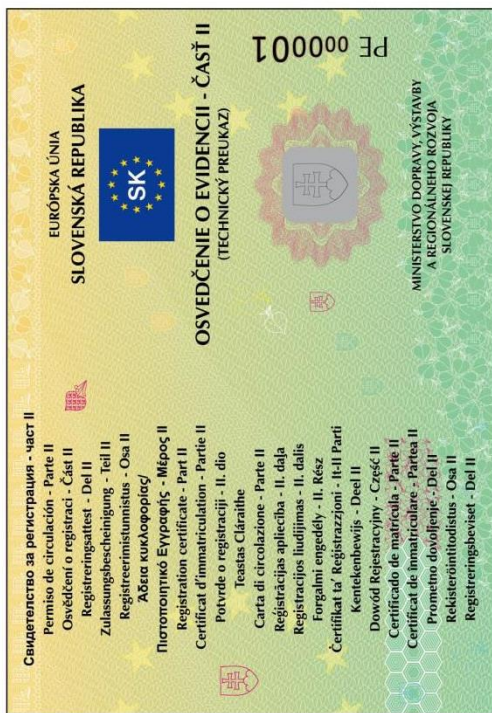 EURÓPSKA ÚNIA
SLOVENSKÁ REPUBLIKA
SK
OSVEDČENIE O EVIDENCII - ČASŤ II
(TECHNICKÝ PREUKAZ)
MINISTERSTVO DOPRAVY, VÝSTAVBY
A REGIONÁLNEHO ROZVOJA
SLOVENSKEJ REPUBLIKY
PE 000001
Свидетелство за регистрация - част II
Permiso de circulación - Parte II
Osvědčení o registraci - Část II
Registreringsattest - Del II
Zulassungsbescheinigung - Teil II
Registreerimistunnistus - Osa II
Άδεια κυκλοφορίας/
Πιστοποιητικό Εγγραφής - Μέρος II
Registration certificate - Part II
Certificat d'immatriculation - Partie II
Potvrde o registraciji - II. dio
Teastas Cláraithe
Carta di circolazione - Parte II
Reģistrācijas apliecība - II. daļa
Registracijos liudijimas - II. dalis
Forgalmi engedély - II. Rész
Ċertifikat ta' Reġistrazzjoni - It-II Parti
Kentekenbewijs - Deel II
Dowód Rejestracyjny - Część II
Certificado de matrícula - Parte II
Certificat de înmatriculare - Partea II
Prometno dovoljenje - Del II
Rekisteröintitodistus - Osa II
Registreringsbeviset - Del II